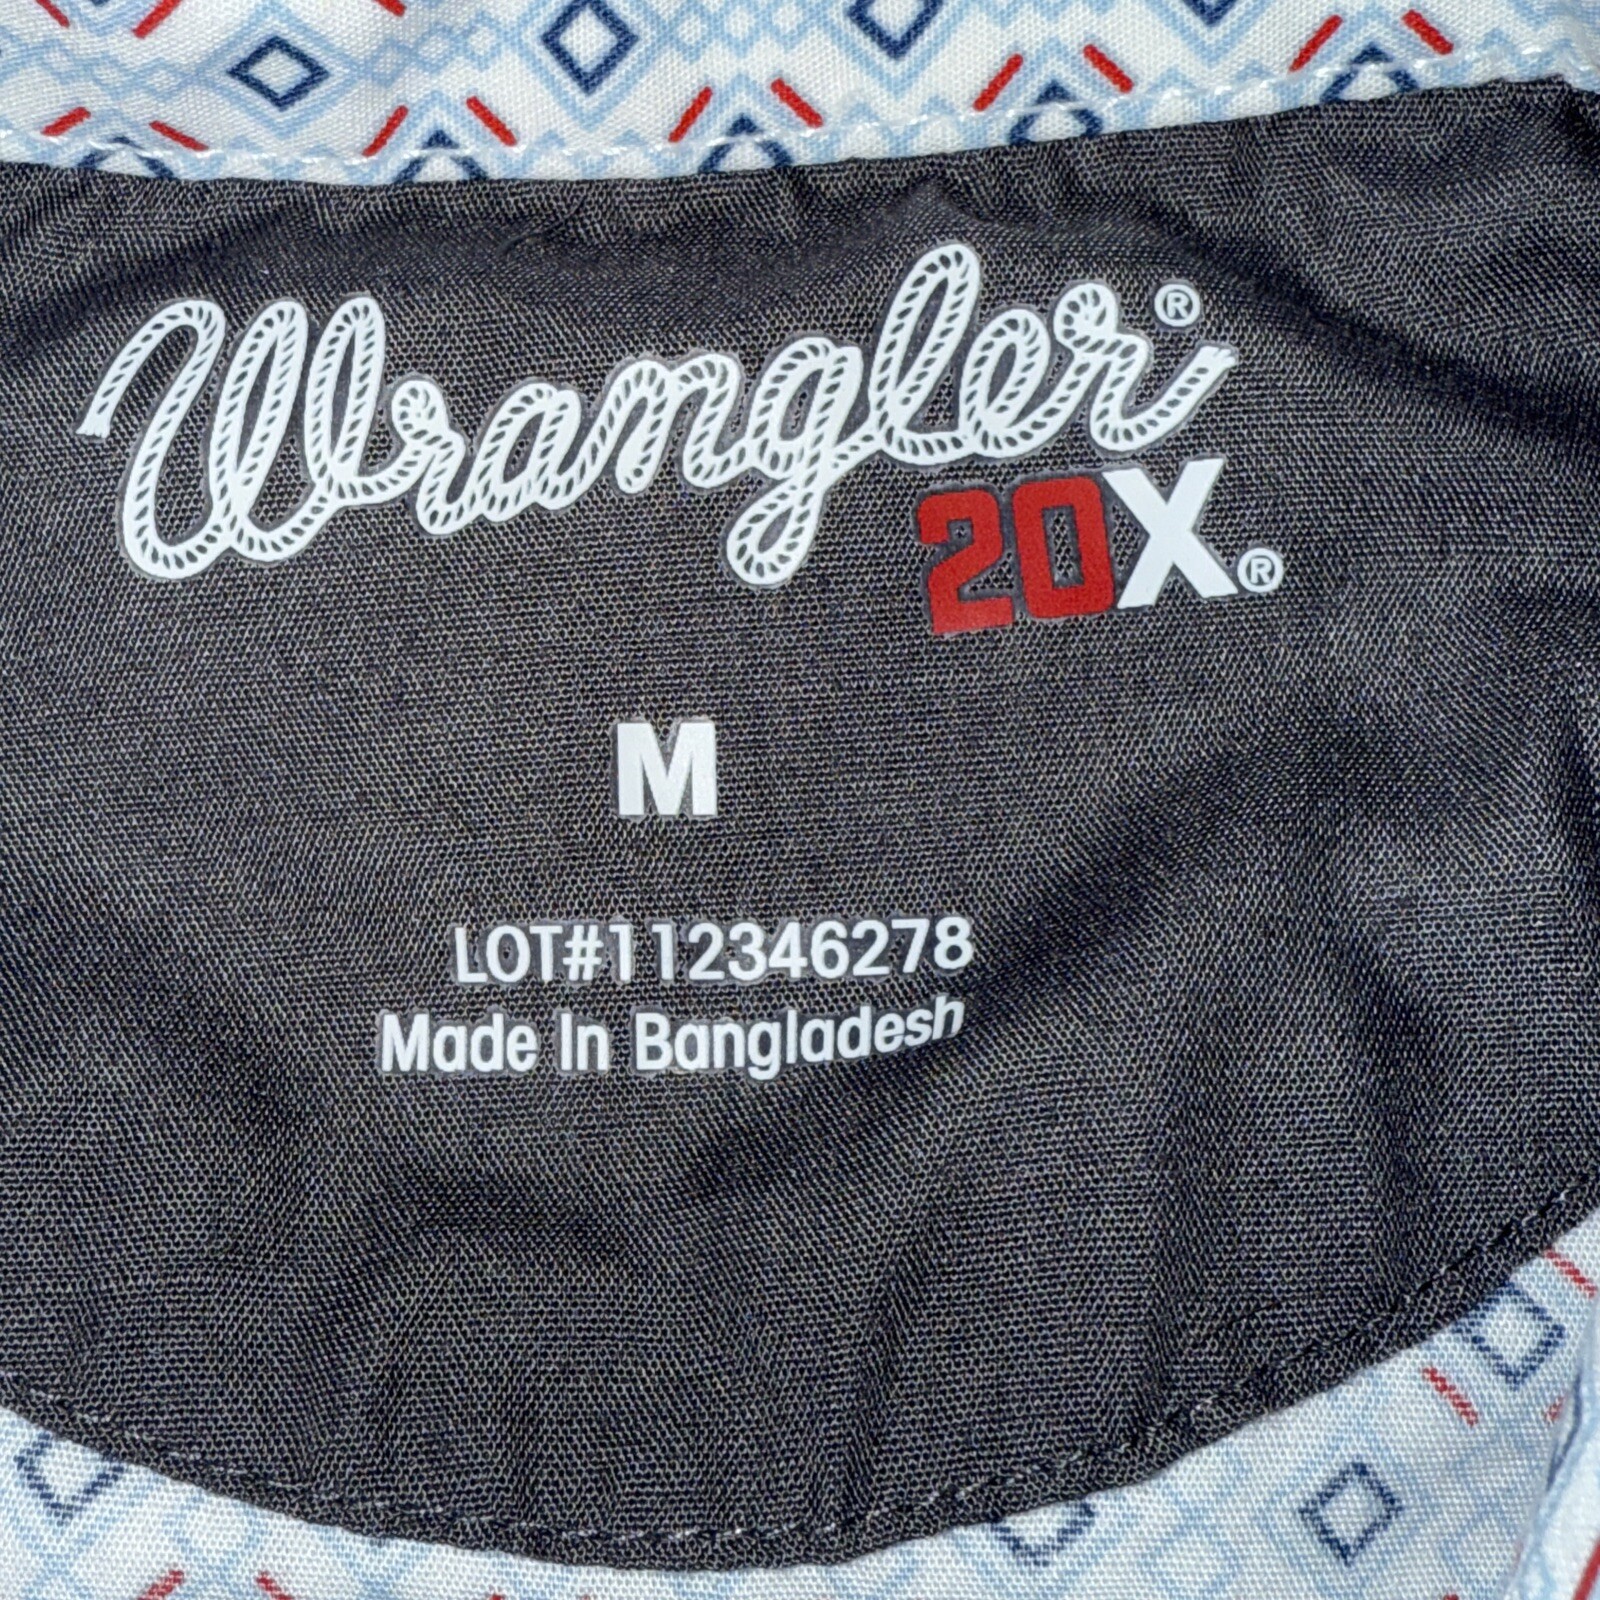 Wrangler®
20X®
M
LOT#112346278
Made In Bangladesh